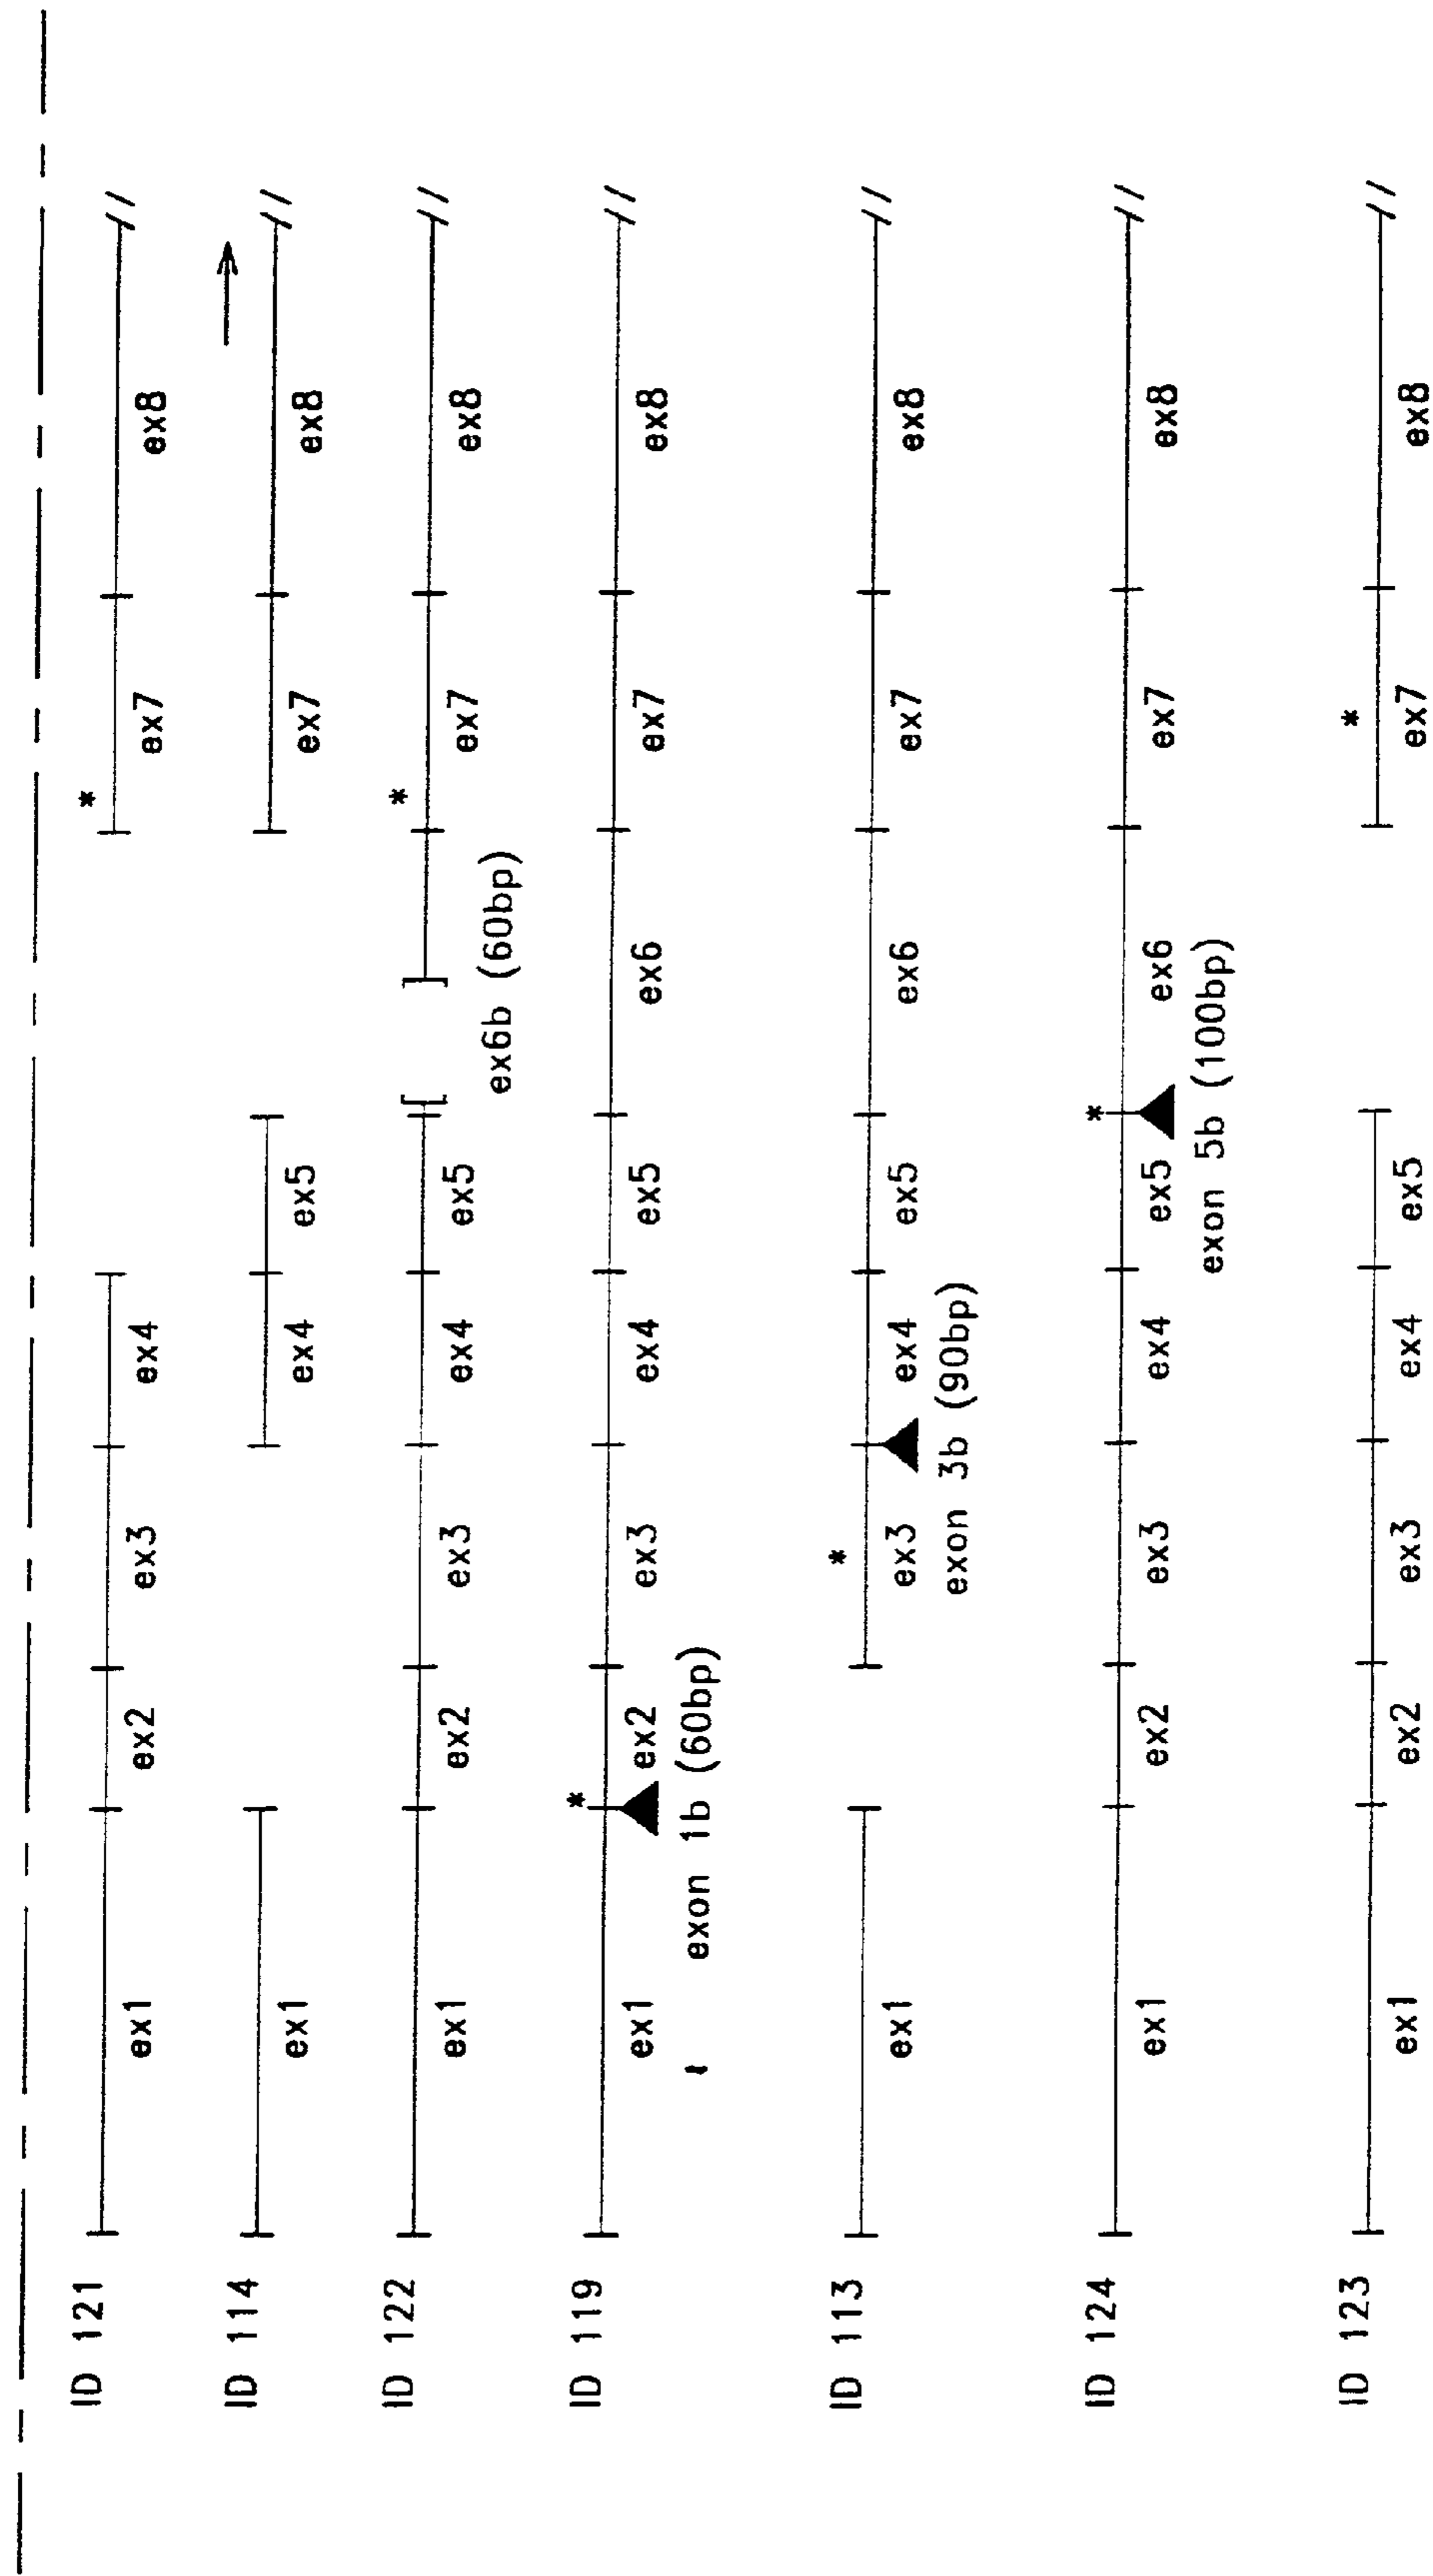 ID 121 ex1 ex2 ex3 ex4 * ex7 ex8 //
ID 114 ex1 ex4 ex5 ex7 ex8 //
ID 122 ex1 ex2 ex3 ex4 ex5 [ ] * ex7 ex8 //
ex6b (60bp)
ID 119 ex1 * ex2 ex3 ex4 ex5 ex6 ex7 ex8 //
exon 1b (60bp)
ID 113 ex1 * ex3 ex4 ex5 ex6 ex7 ex8 //
exon 3b (90bp)
ID 124 ex1 ex2 ex3 ex4 ex5 * ex6 ex7 ex8 //
exon 5b (100bp)
ID 123 ex1 ex2 ex3 ex4 ex5 * ex7 ex8 //